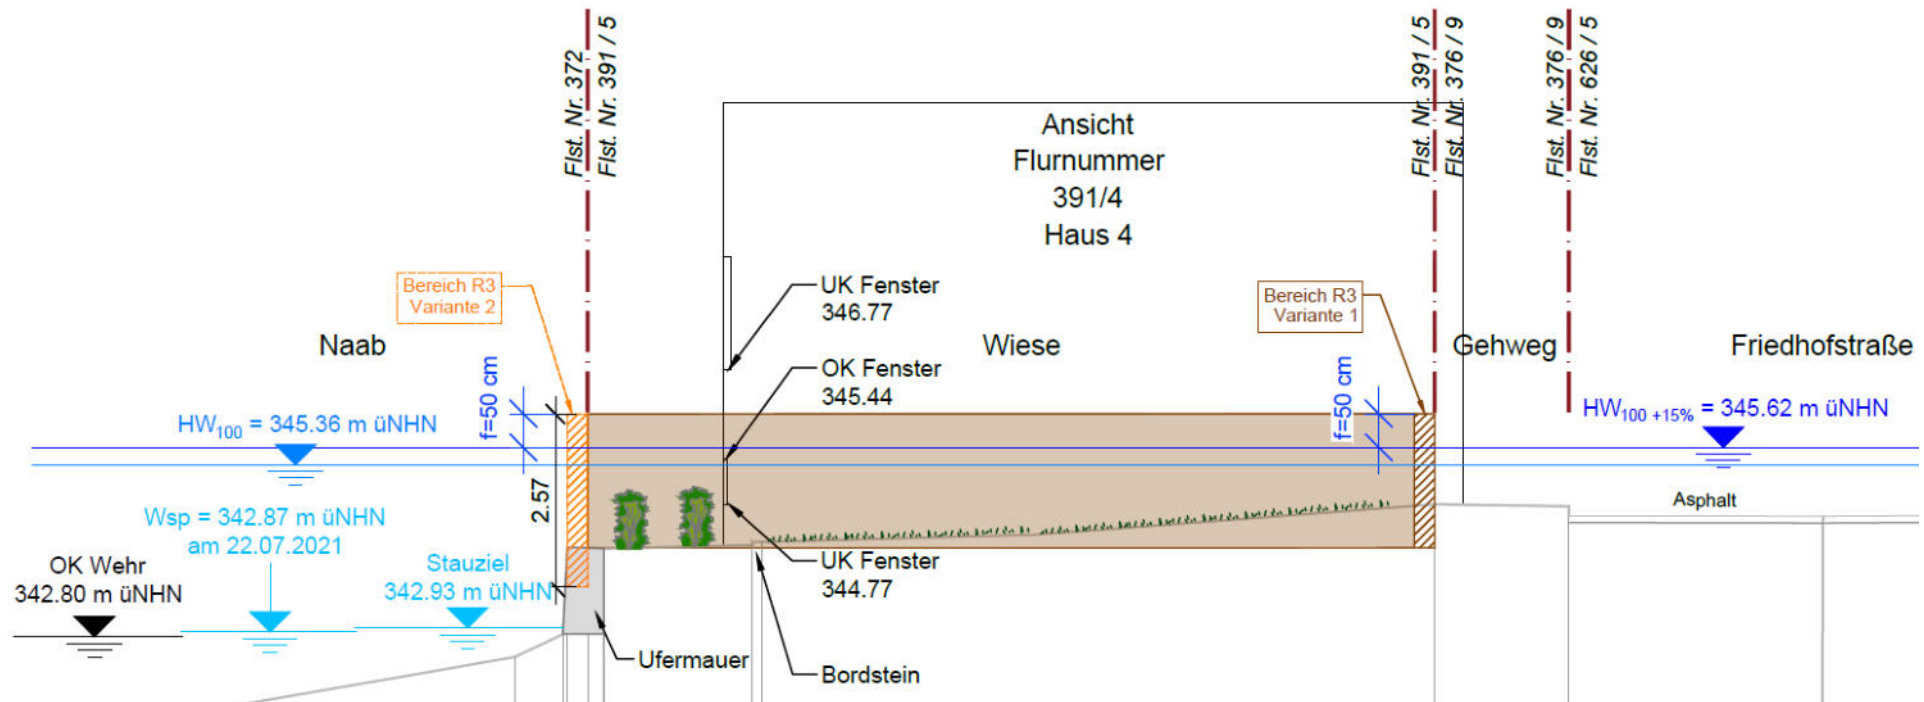 Flst. Nr. 372
Flst. Nr. 391 / 5
Flst. Nr. 391 / 5
Flst. Nr. 376 / 9
Flst. Nr. 376 / 9
Flst. Nr. 626 / 5
Ansicht
Flurnummer
391/4
Haus 4
Bereich R3
Variante 2
UK Fenster
346.77
Bereich R3
Variante 1
Naab
Wiese
Gehweg
Friedhofstraße
OK Fenster
345.44
f=50 cm
f=50 cm
HW100 = 345.36 m üNHN
HW100 +15% = 345.62 m üNHN
2.57
Wsp = 342.87 m üNHN
am 22.07.2021
Asphalt
OK Wehr
342.80 m üNHN
Stauziel
342.93 m üNHN
UK Fenster
344.77
Ufermauer
Bordstein